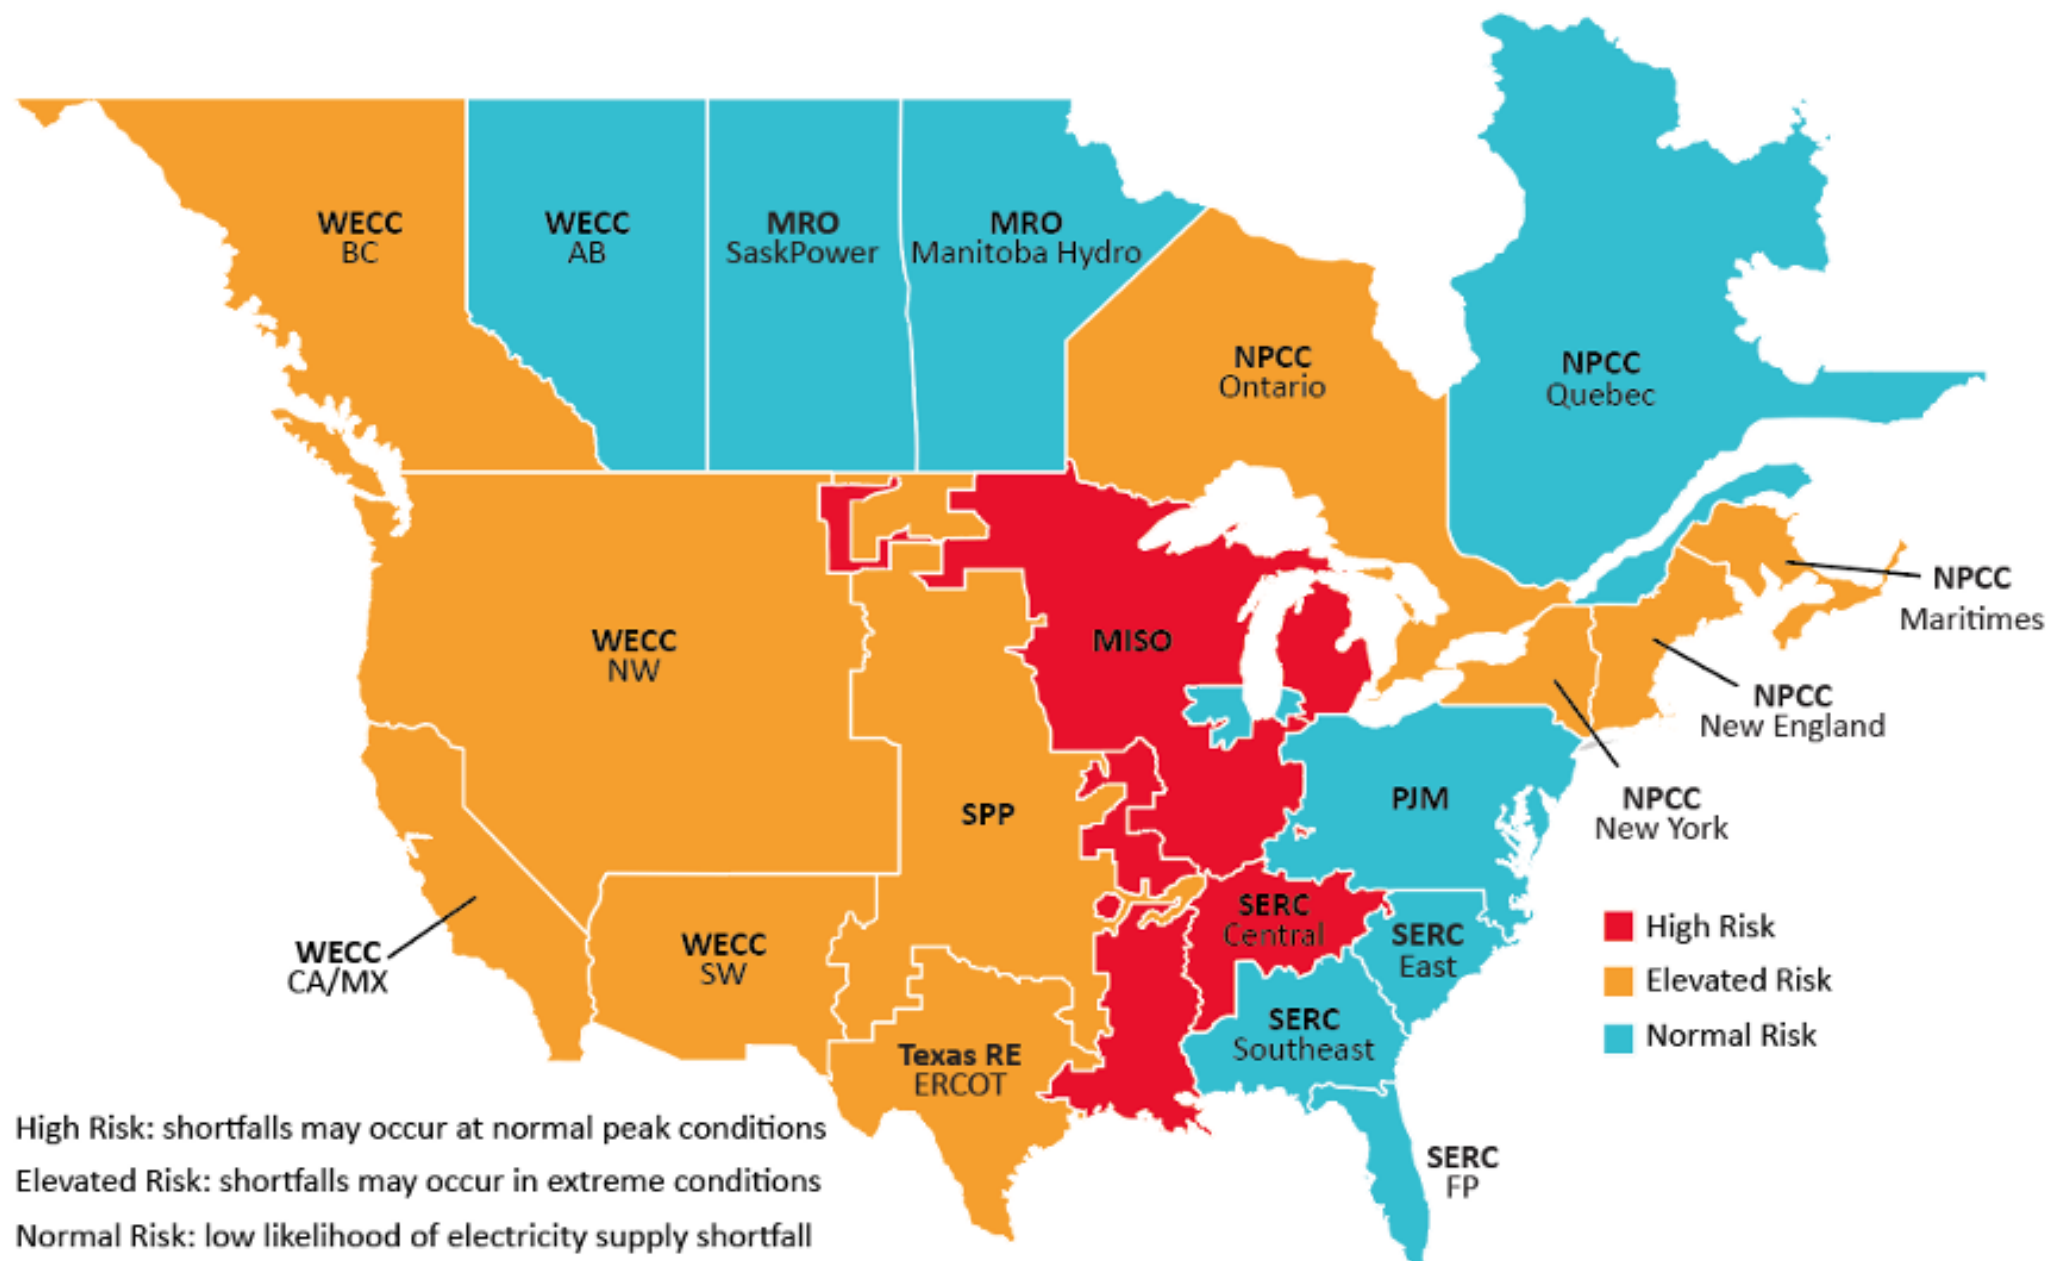 WECC
BC
WECC
AB
MRO
SaskPower
MRO
Manitoba Hydro
NPCC
Ontario
NPCC
Quebec
NPCC
Maritimes
NPCC
New England
NPCC
New York
WECC
NW
MISO
SPP
PJM
WECC
CA/MX
WECC
SW
SERC
Central
SERC
East
SERC
Southeast
Texas RE
ERCOT
SERC
FP
High Risk
Elevated Risk
Normal Risk
High Risk: shortfalls may occur at normal peak conditions
Elevated Risk: shortfalls may occur in extreme conditions
Normal Risk: low likelihood of electricity supply shortfall